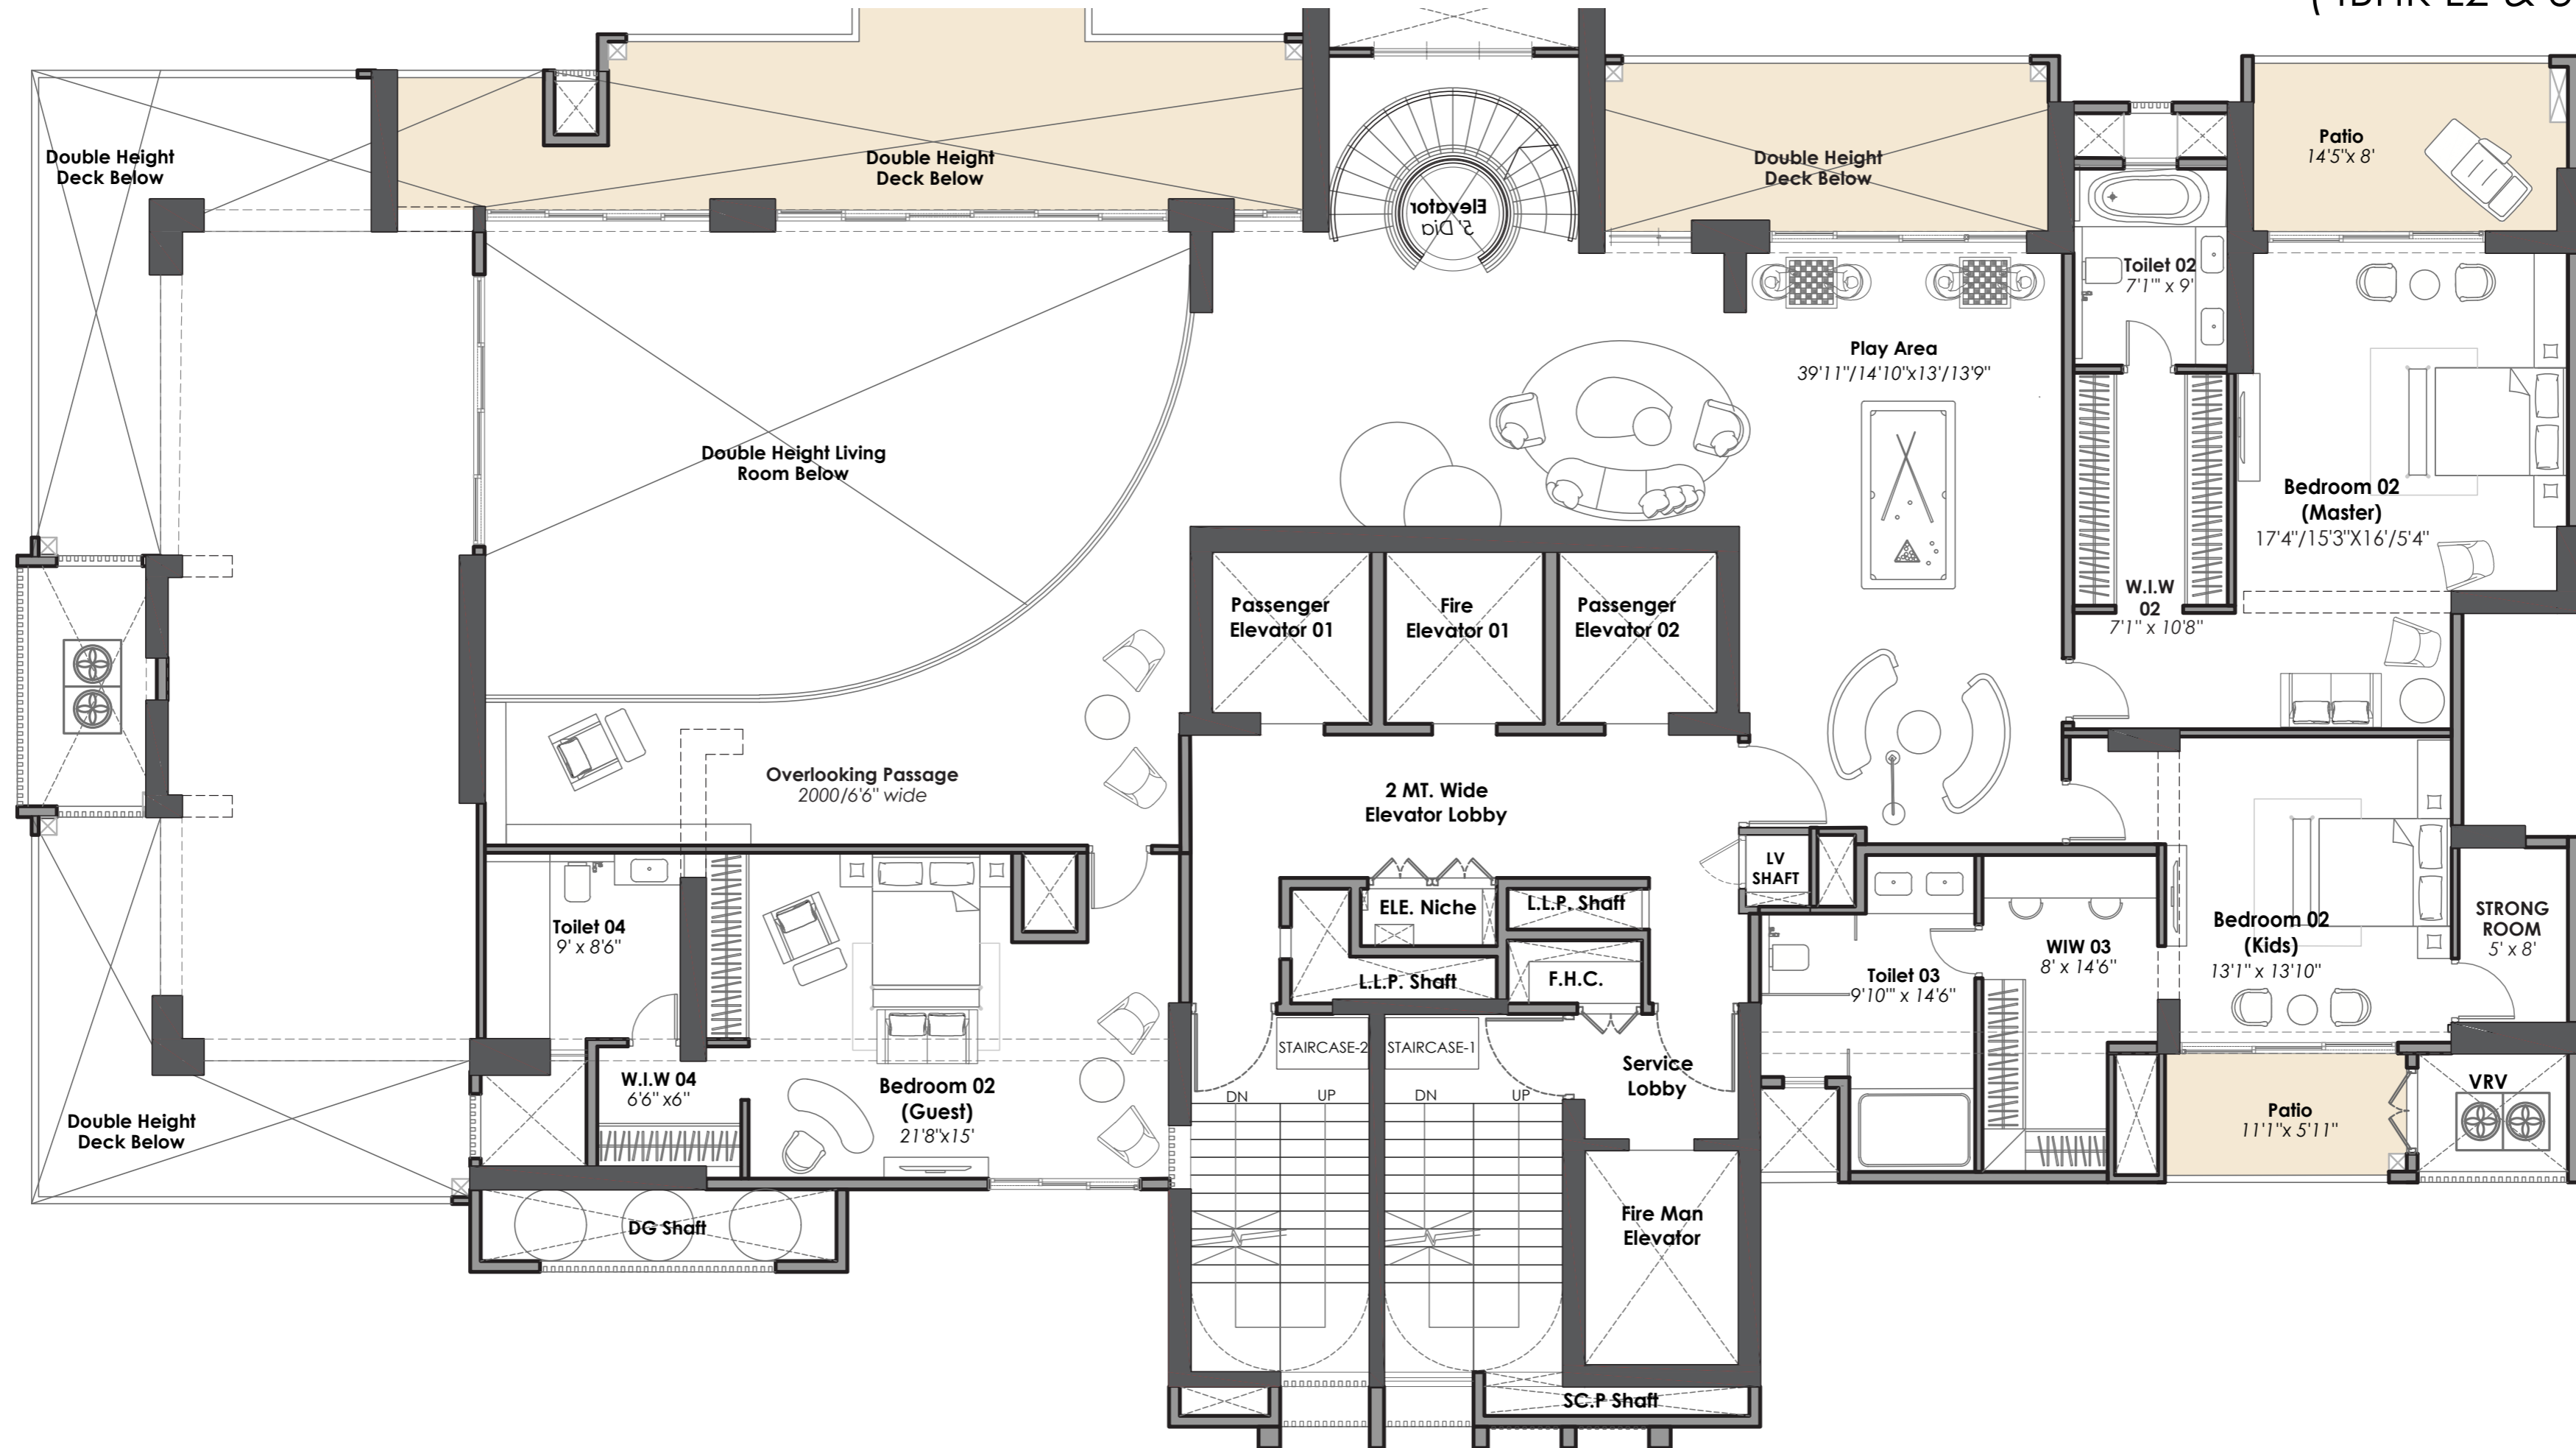 Double Height
Deck Below
Double Height
Deck Below
Elevator
5' Dia
Double Height
Deck Below
Patio
14'5"x 8'
Toilet 02
7'1'" x 9'
Play Area
39'11"/14'10"x13'/13'9"
Double Height Living
Room Below
Bedroom 02
(Master)
17'4"/15'3"X16'/5'4"
W.I.W
02
7'1" x 10'8"
Passenger
Elevator 01
Fire
Elevator 01
Passenger
Elevator 02
Overlooking Passage
2000/6'6" wide
2 MT. Wide
Elevator Lobby
LV
SHAFT
ELE. Niche
L.L.P. Shaft
L.L.P. Shaft
F.H.C.
Toilet 04
9' x 8'6"
Toilet 03
9'10'" x 14'6"
WIW 03
8' x 14'6"
Bedroom 02
(Kids)
13'1" x 13'10"
STRONG
ROOM
5' x 8'
STAIRCASE-2
STAIRCASE-1
Service
Lobby
W.I.W 04
6'6" x6"
Bedroom 02
(Guest)
21'8"x15'
DN
UP
DN
UP
VRV
Patio
11'1"x 5'11"
Double Height
Deck Below
DG Shaft
Fire Man
Elevator
SC.P Shaft